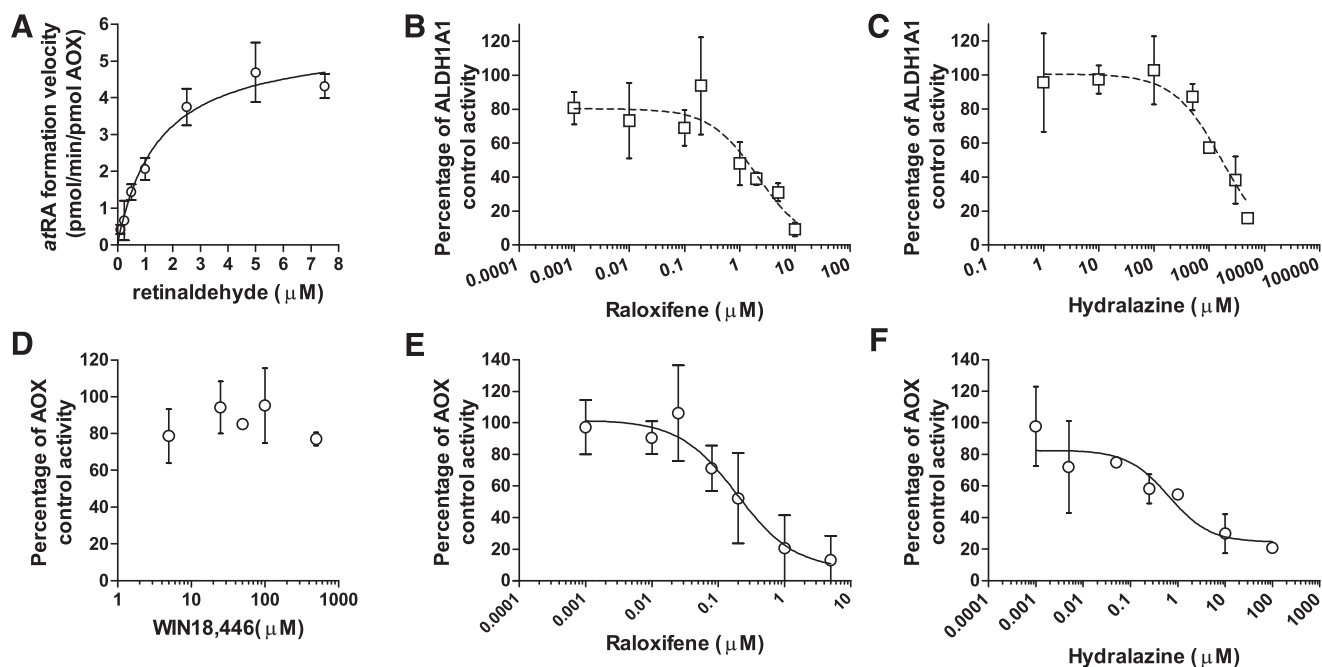 A
atRA formation velocity
(pmol/min/pmol AOX)
6
5
4
3
2
1
0
0 1 2 3 4 5 6 7 8
retinaldehyde ( μM)
B
Percentage of ALDH1A1
control activity
120
100
80
60
40
20
0
0.0001 0.001 0.01 0.1 1 10 100
Raloxifene ( μM)
C
Percentage of ALDH1A1
control activity
120
100
80
60
40
20
0
0.1 1 10 100 1000 10000 100000
Hydralazine ( μM)
D
Percentage of AOX
control activity
120
100
80
60
40
20
0
1 10 100 1000
WIN18,446( μM)
E
Percentage of AOX
control activity
140
120
100
80
60
40
20
0
0.0001 0.001 0.01 0.1 1 10
Raloxifene ( μM)
F
Percentage of AOX
control activity
140
120
100
80
60
40
20
0
0.0001 0.001 0.01 0.1 1 10 100 1000
Hydralazine ( μM)